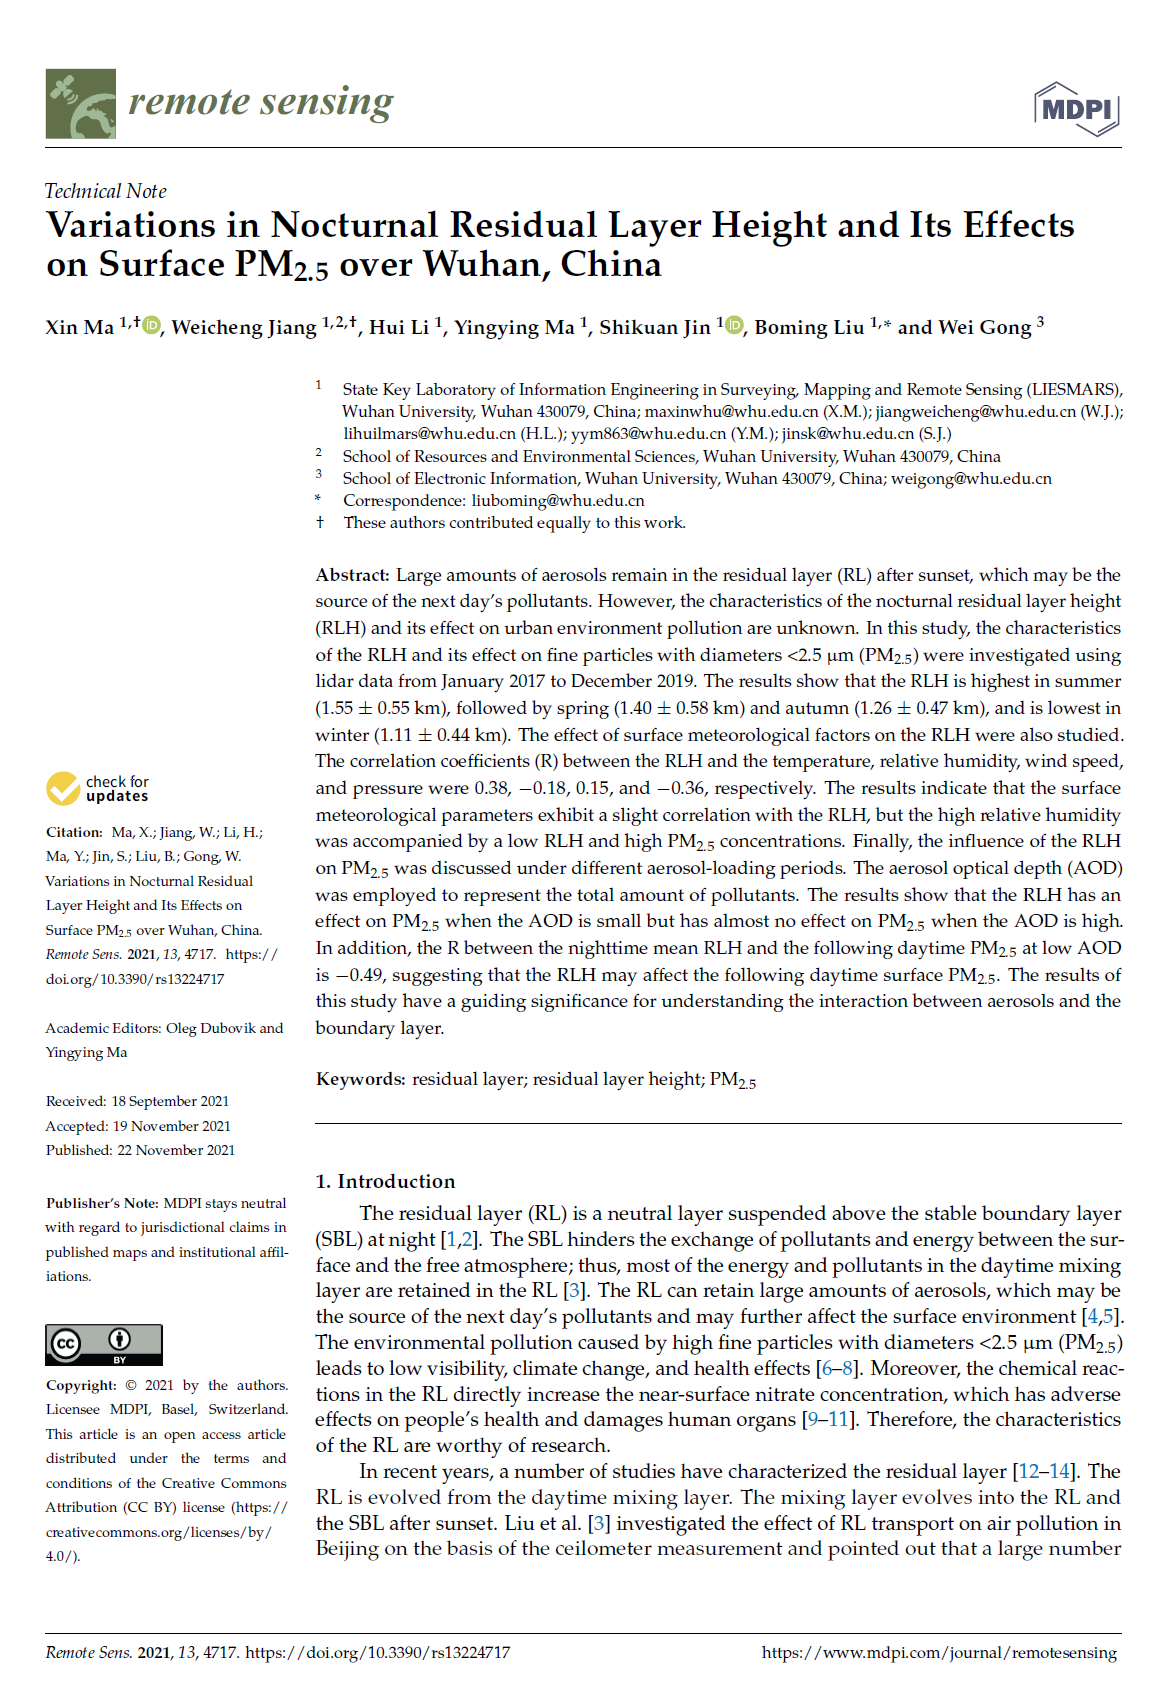 remote sensing
MDPI
Technical Note
Variations in Nocturnal Residual Layer Height and Its Effects
on Surface PM2.5 over Wuhan, China
Xin Ma 1,† iD, Weicheng Jiang 1,2,†, Hui Li 1, Yingying Ma 1, Shikuan Jin 1 iD, Boming Liu 1,* and Wei Gong 3
1 State Key Laboratory of Information Engineering in Surveying, Mapping and Remote Sensing (LIESMARS),
Wuhan University, Wuhan 430079, China; maxinwhu@whu.edu.cn (X.M.); jiangweicheng@whu.edu.cn (W.J.);
lihuilmars@whu.edu.cn (H.L.); yym863@whu.edu.cn (Y.M.); jinsk@whu.edu.cn (S.J.)
2 School of Resources and Environmental Sciences, Wuhan University, Wuhan 430079, China
3 School of Electronic Information, Wuhan University, Wuhan 430079, China; weigong@whu.edu.cn
* Correspondence: liuboming@whu.edu.cn
† These authors contributed equally to this work.
Abstract: Large amounts of aerosols remain in the residual layer (RL) after sunset, which may be the
source of the next day's pollutants. However, the characteristics of the nocturnal residual layer height
(RLH) and its effect on urban environment pollution are unknown. In this study, the characteristics
of the RLH and its effect on fine particles with diameters <2.5 μm (PM2.5) were investigated using
lidar data from January 2017 to December 2019. The results show that the RLH is highest in summer
(1.55 ± 0.55 km), followed by spring (1.40 ± 0.58 km) and autumn (1.26 ± 0.47 km), and is lowest in
winter (1.11 ± 0.44 km). The effect of surface meteorological factors on the RLH were also studied.
The correlation coefficients (R) between the RLH and the temperature, relative humidity, wind speed,
and pressure were 0.38, −0.18, 0.15, and −0.36, respectively. The results indicate that the surface
meteorological parameters exhibit a slight correlation with the RLH, but the high relative humidity
was accompanied by a low RLH and high PM2.5 concentrations. Finally, the influence of the RLH
on PM2.5 was discussed under different aerosol-loading periods. The aerosol optical depth (AOD)
was employed to represent the total amount of pollutants. The results show that the RLH has an
effect on PM2.5 when the AOD is small but has almost no effect on PM2.5 when the AOD is high.
In addition, the R between the nighttime mean RLH and the following daytime PM2.5 at low AOD
is −0.49, suggesting that the RLH may affect the following daytime surface PM2.5. The results of
this study have a guiding significance for understanding the interaction between aerosols and the
boundary layer.
Keywords: residual layer; residual layer height; PM2.5
check for
updates
Citation: Ma, X.; Jiang, W.; Li, H.;
Ma, Y.; Jin, S.; Liu, B.; Gong, W.
Variations in Nocturnal Residual
Layer Height and Its Effects on
Surface PM2.5 over Wuhan, China.
Remote Sens. 2021, 13, 4717. https://
doi.org/10.3390/rs13224717
Academic Editors: Oleg Dubovik and
Yingying Ma
Received: 18 September 2021
Accepted: 19 November 2021
Published: 22 November 2021
Publisher's Note: MDPI stays neutral
with regard to jurisdictional claims in
published maps and institutional affil-
iations.
cc BY
Copyright: © 2021 by the authors.
Licensee MDPI, Basel, Switzerland.
This article is an open access article
distributed under the terms and
conditions of the Creative Commons
Attribution (CC BY) license (https://
creativecommons.org/licenses/by/
4.0/).
1. Introduction
The residual layer (RL) is a neutral layer suspended above the stable boundary layer
(SBL) at night [1,2]. The SBL hinders the exchange of pollutants and energy between the sur-
face and the free atmosphere; thus, most of the energy and pollutants in the daytime mixing
layer are retained in the RL [3]. The RL can retain large amounts of aerosols, which may be
the source of the next day's pollutants and may further affect the surface environment [4,5].
The environmental pollution caused by high fine particles with diameters <2.5 μm (PM2.5)
leads to low visibility, climate change, and health effects [6–8]. Moreover, the chemical reac-
tions in the RL directly increase the near-surface nitrate concentration, which has adverse
effects on people's health and damages human organs [9–11]. Therefore, the characteristics
of the RL are worthy of research.
In recent years, a number of studies have characterized the residual layer [12–14]. The
RL is evolved from the daytime mixing layer. The mixing layer evolves into the RL and
the SBL after sunset. Liu et al. [3] investigated the effect of RL transport on air pollution in
Beijing on the basis of the ceilometer measurement and pointed out that a large number
Remote Sens. 2021, 13, 4717. https://doi.org/10.3390/rs13224717
https://www.mdpi.com/journal/remotesensing